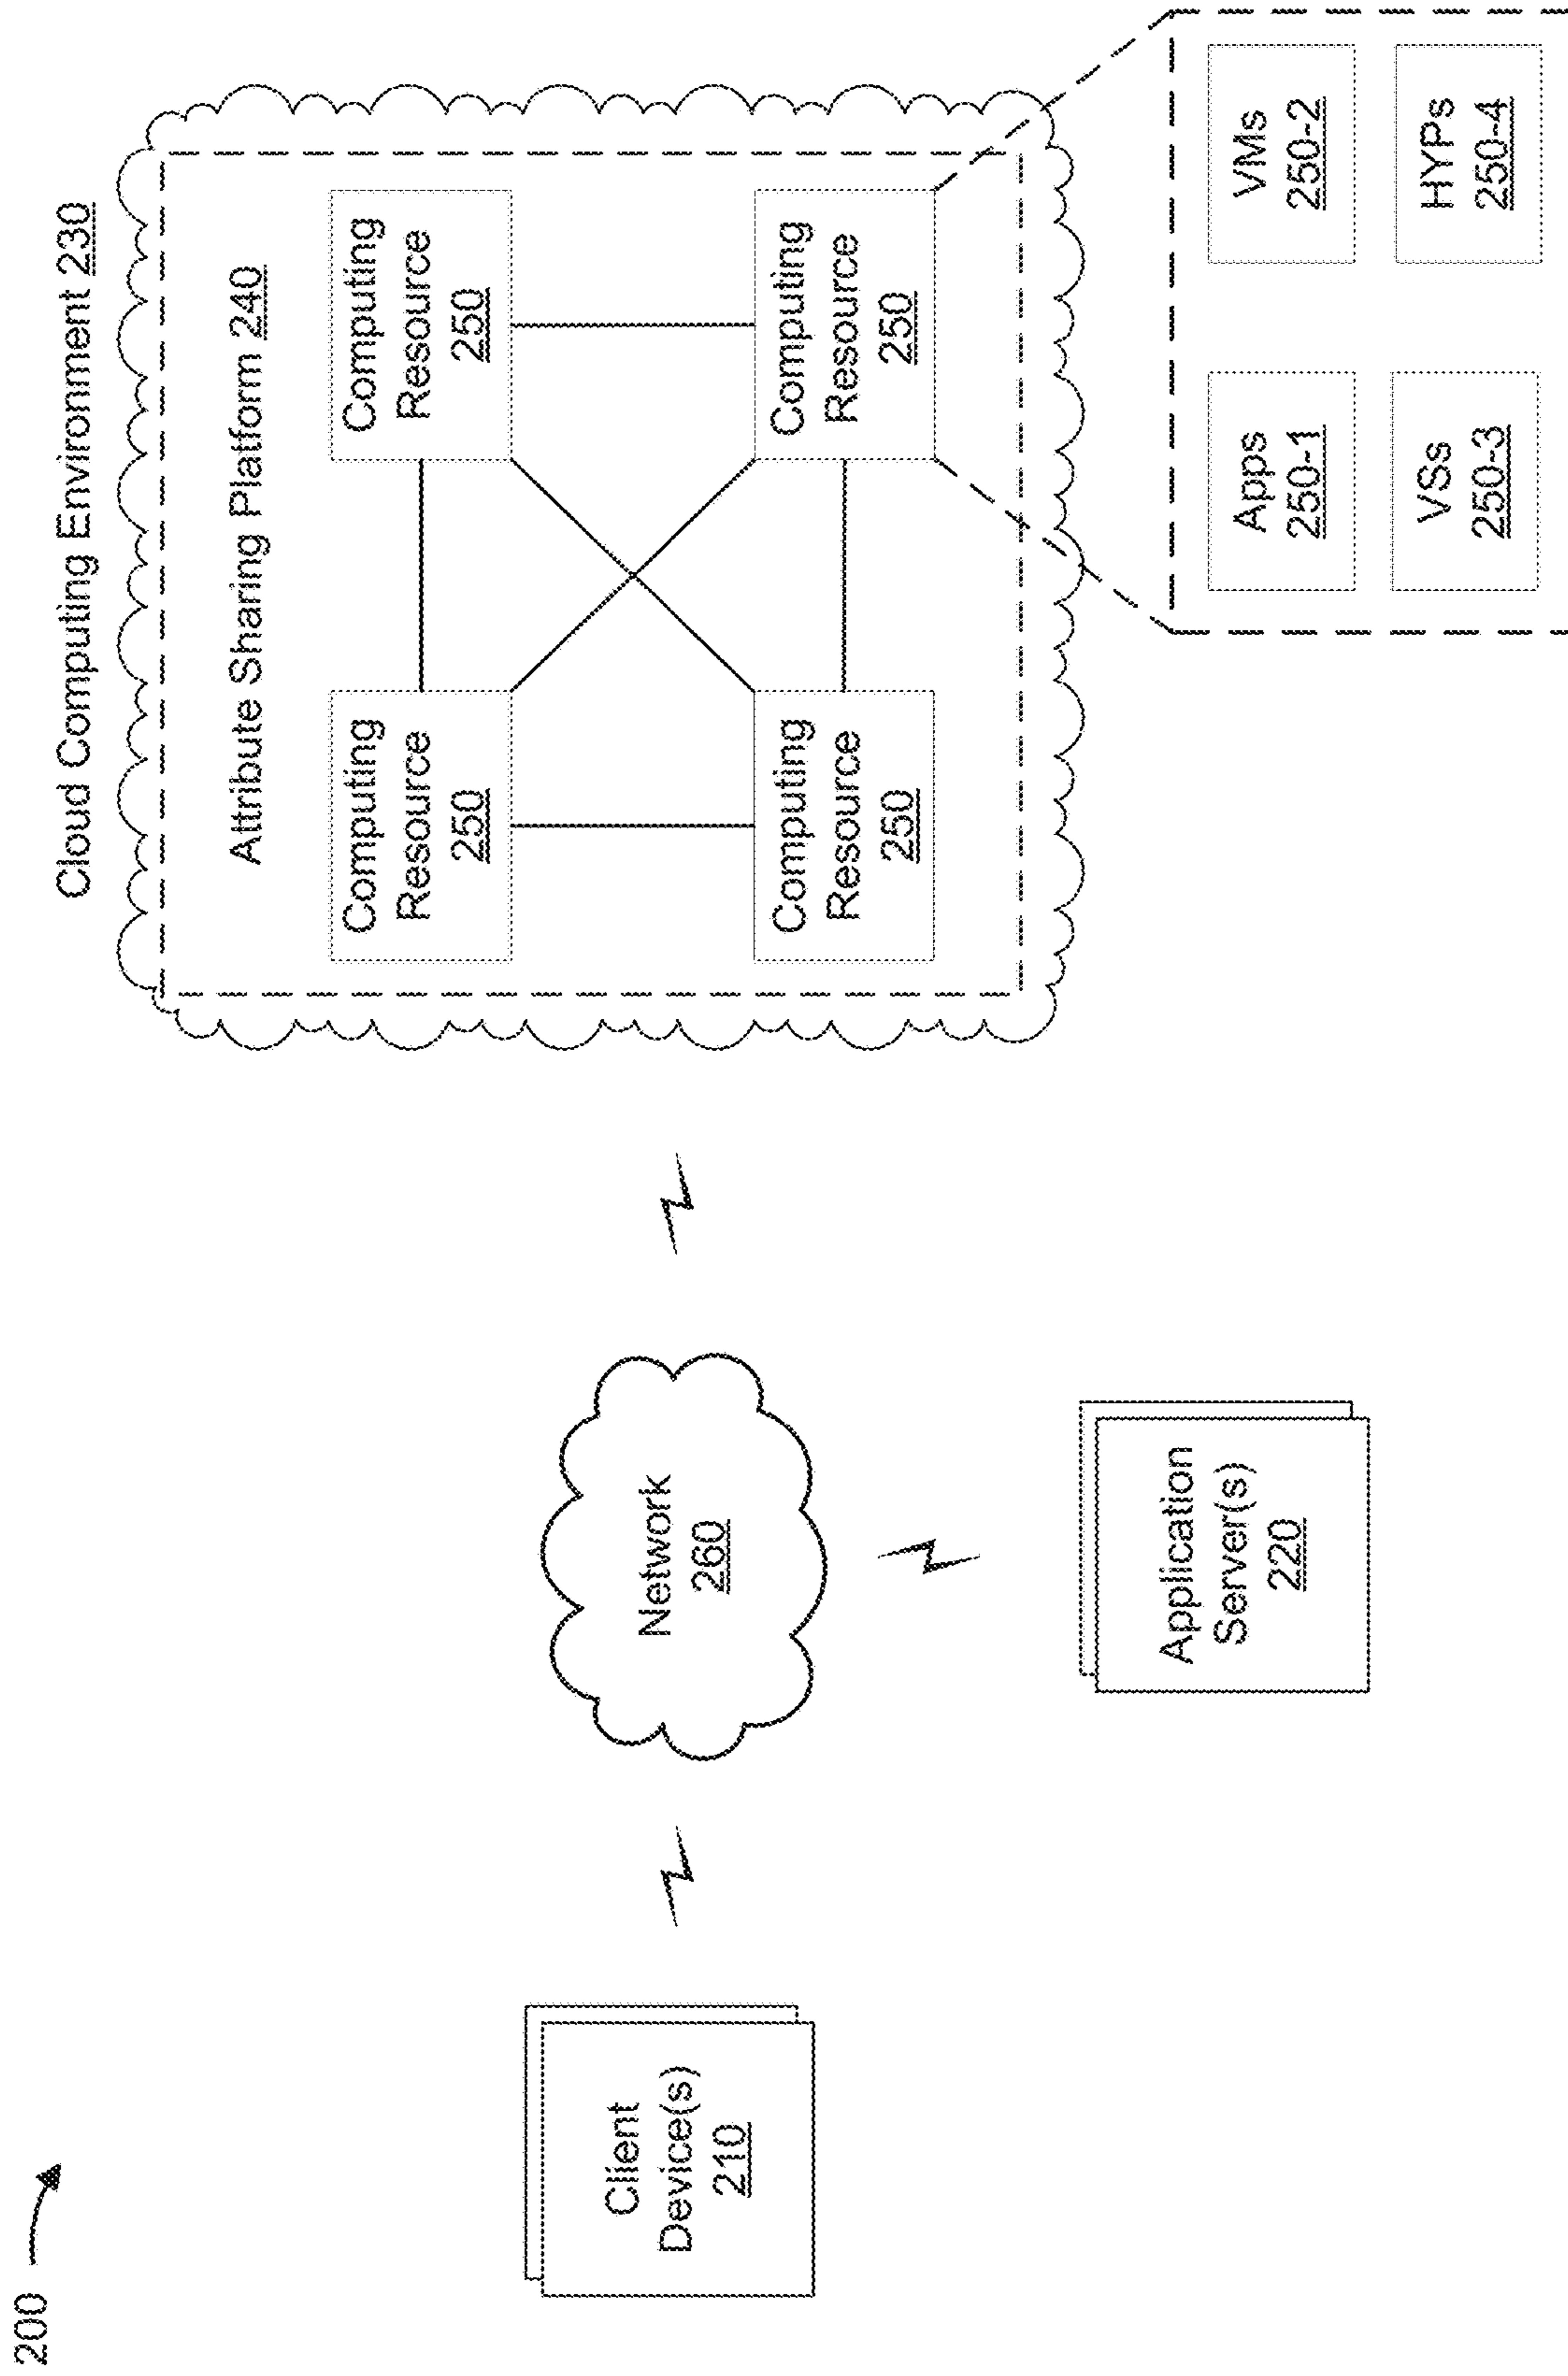 200
Cloud Computing Environment 230
Attribute Sharing Platform 240
Computing
Resource
250
Computing
Resource
250
Computing
Resource
250
Computing
Resource
250
Client
Device(s)
210
Network
260
Application
Server(s)
220
Apps
250-1
VMs
250-2
VSs
250-3
HYPs
250-4